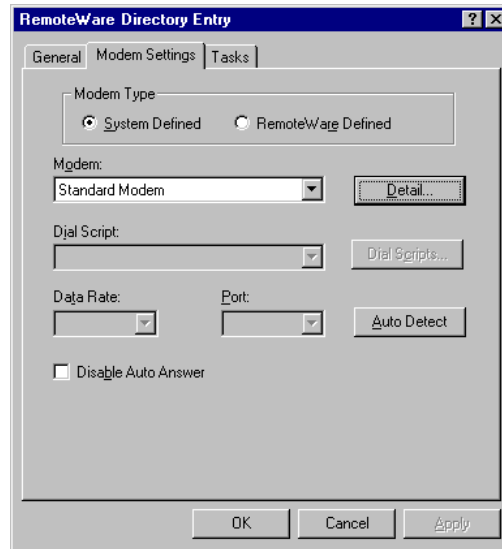 RemoteWare Directory Entry
General Modem Settings Tasks
Modem Type
System Defined RemoteWare Defined
Modem:
Standard Modem Detail...
Dial Script:
Dial Scripts...
Data Rate: Port:
Auto Detect
Disable Auto Answer
OK Cancel Apply